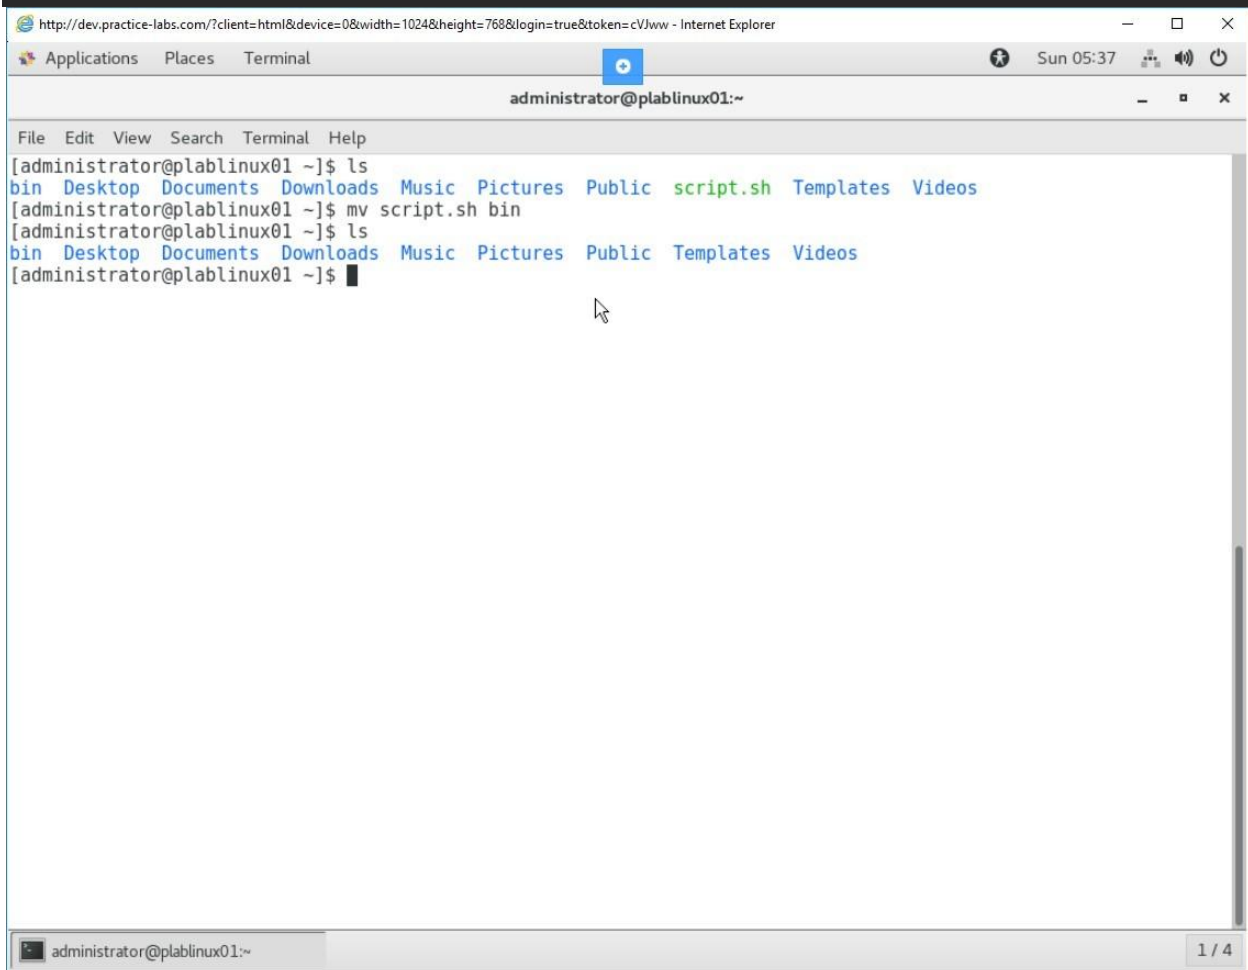 http://dev.practice-labs.com/?client=html&device=0&width=1024&height=768&login=true&token=cVJww - Internet Explorer
Applications Places Terminal Sun 05:37
administrator@plablinux01:~
File Edit View Search Terminal Help
[administrator@plablinux01 ~]$ ls
bin Desktop Documents Downloads Music Pictures Public script.sh Templates Videos
[administrator@plablinux01 ~]$ mv script.sh bin
[administrator@plablinux01 ~]$ ls
bin Desktop Documents Downloads Music Pictures Public Templates Videos
[administrator@plablinux01 ~]$
administrator@plablinux01:~ 1 / 4